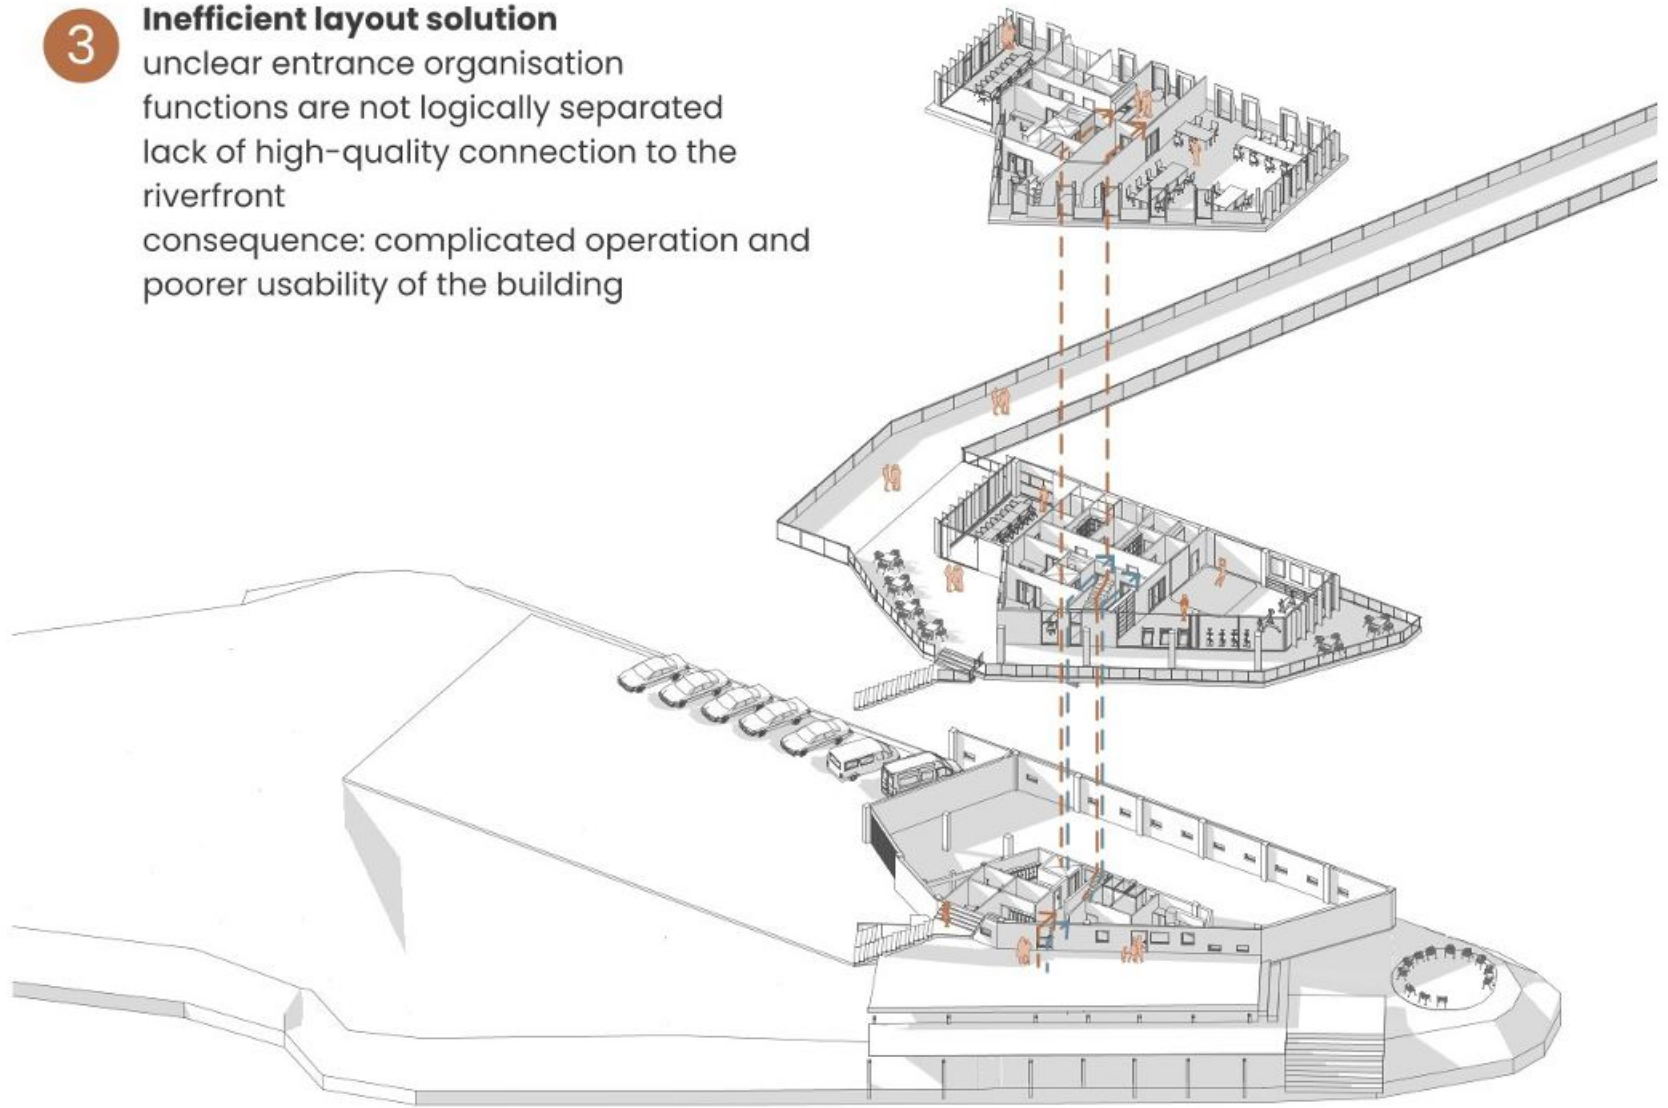 3
Inefficient layout solution
unclear entrance organisation
functions are not logically separated
lack of high-quality connection to the
riverfront
consequence: complicated operation and
poorer usability of the building